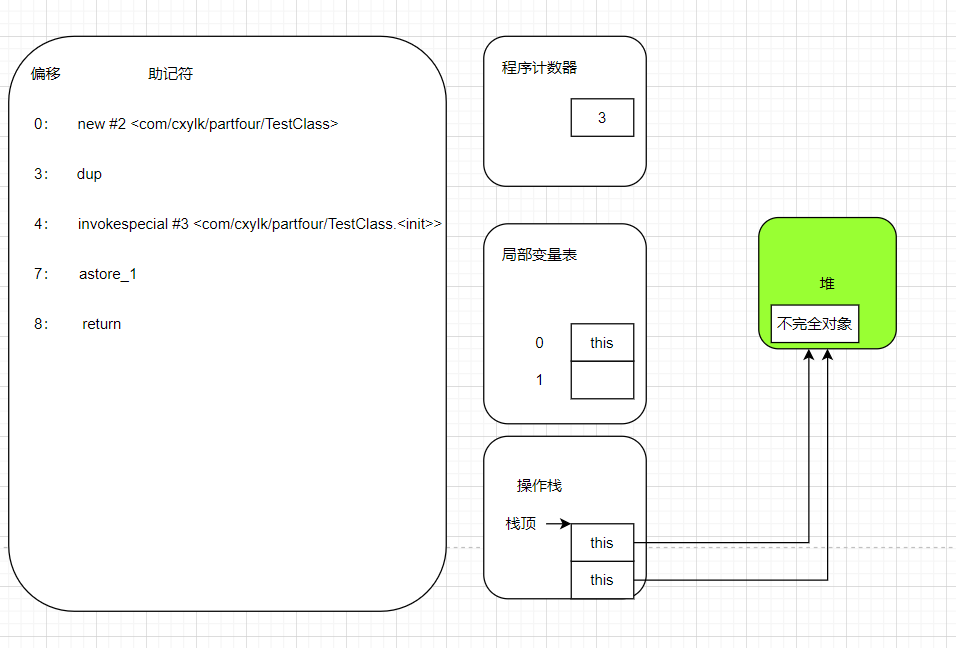 偏移 助记符
0： new #2 <com/cxylk/partfour/TestClass>
3： dup
4： invokespecial #3 <com/cxylk/partfour/TestClass.<init>>
7： astore_1
8： return
程序计数器
3
局部变量表
0 this
1
操作栈
栈顶
this
this
堆
不完全对象